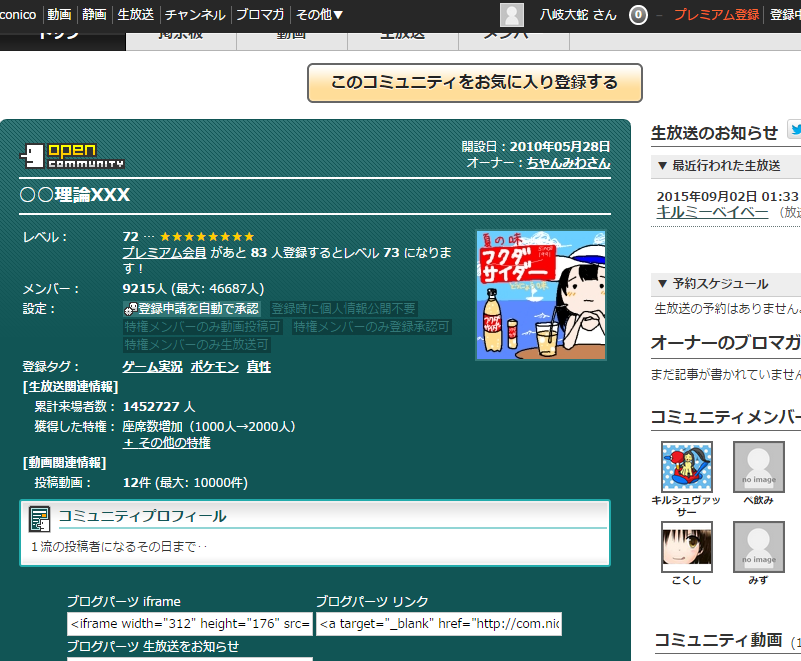 conico 動画 静画 生放送 チャンネル ブロマガ その他▼ 八岐大蛇 さん 0 プレミアム登録 登録中
トップ 掲示板 動画 生放送 メンバー
このコミュニティをお気に入り登録する
open
COMMUNITY
開設日：2010年05月28日
オーナー：ちゃんみわさん
○○理論XXX
レベル： 72 … ★★★★★★★★
プレミアム会員 があと 83 人登録するとレベル 73 になります！
メンバー： 9215人 (最大: 46687人)
設定： 登録申請を自動で承認 登録時に個人情報公開不要
特権メンバーのみ動画投稿可 特権メンバーのみ登録承認可
特権メンバーのみ生放送可
夏の味
フクダ
サイダー
登録タグ： ゲーム実況 ポケモン 真性
[生放送関連情報]
累計来場者数： 1452727 人
獲得した特権： 座席数増加（1000人→2000人）
+ その他の特権
[動画関連情報]
投稿動画： 12件 (最大: 10000件)
コミュニティプロフィール
１流の投稿者になるその日まで‥
ブログパーツ iframe ブログパーツ リンク
<iframe width="312" height="176" src= <a target="_blank" href="http://com.nic
ブログパーツ 生放送をお知らせ
生放送のお知らせ
▼ 最近行われた生放送
2015年09月02日 01:33
キルミーベイベー （放送
▼ 予約スケジュール
生放送の予約はありません
オーナーのブロマガ
まだ記事が書かれていません
コミュニティメンバー
no image
キルシュヴァッサー ぺ飲み
no image
こくし みず
コミュニティ動画 (1